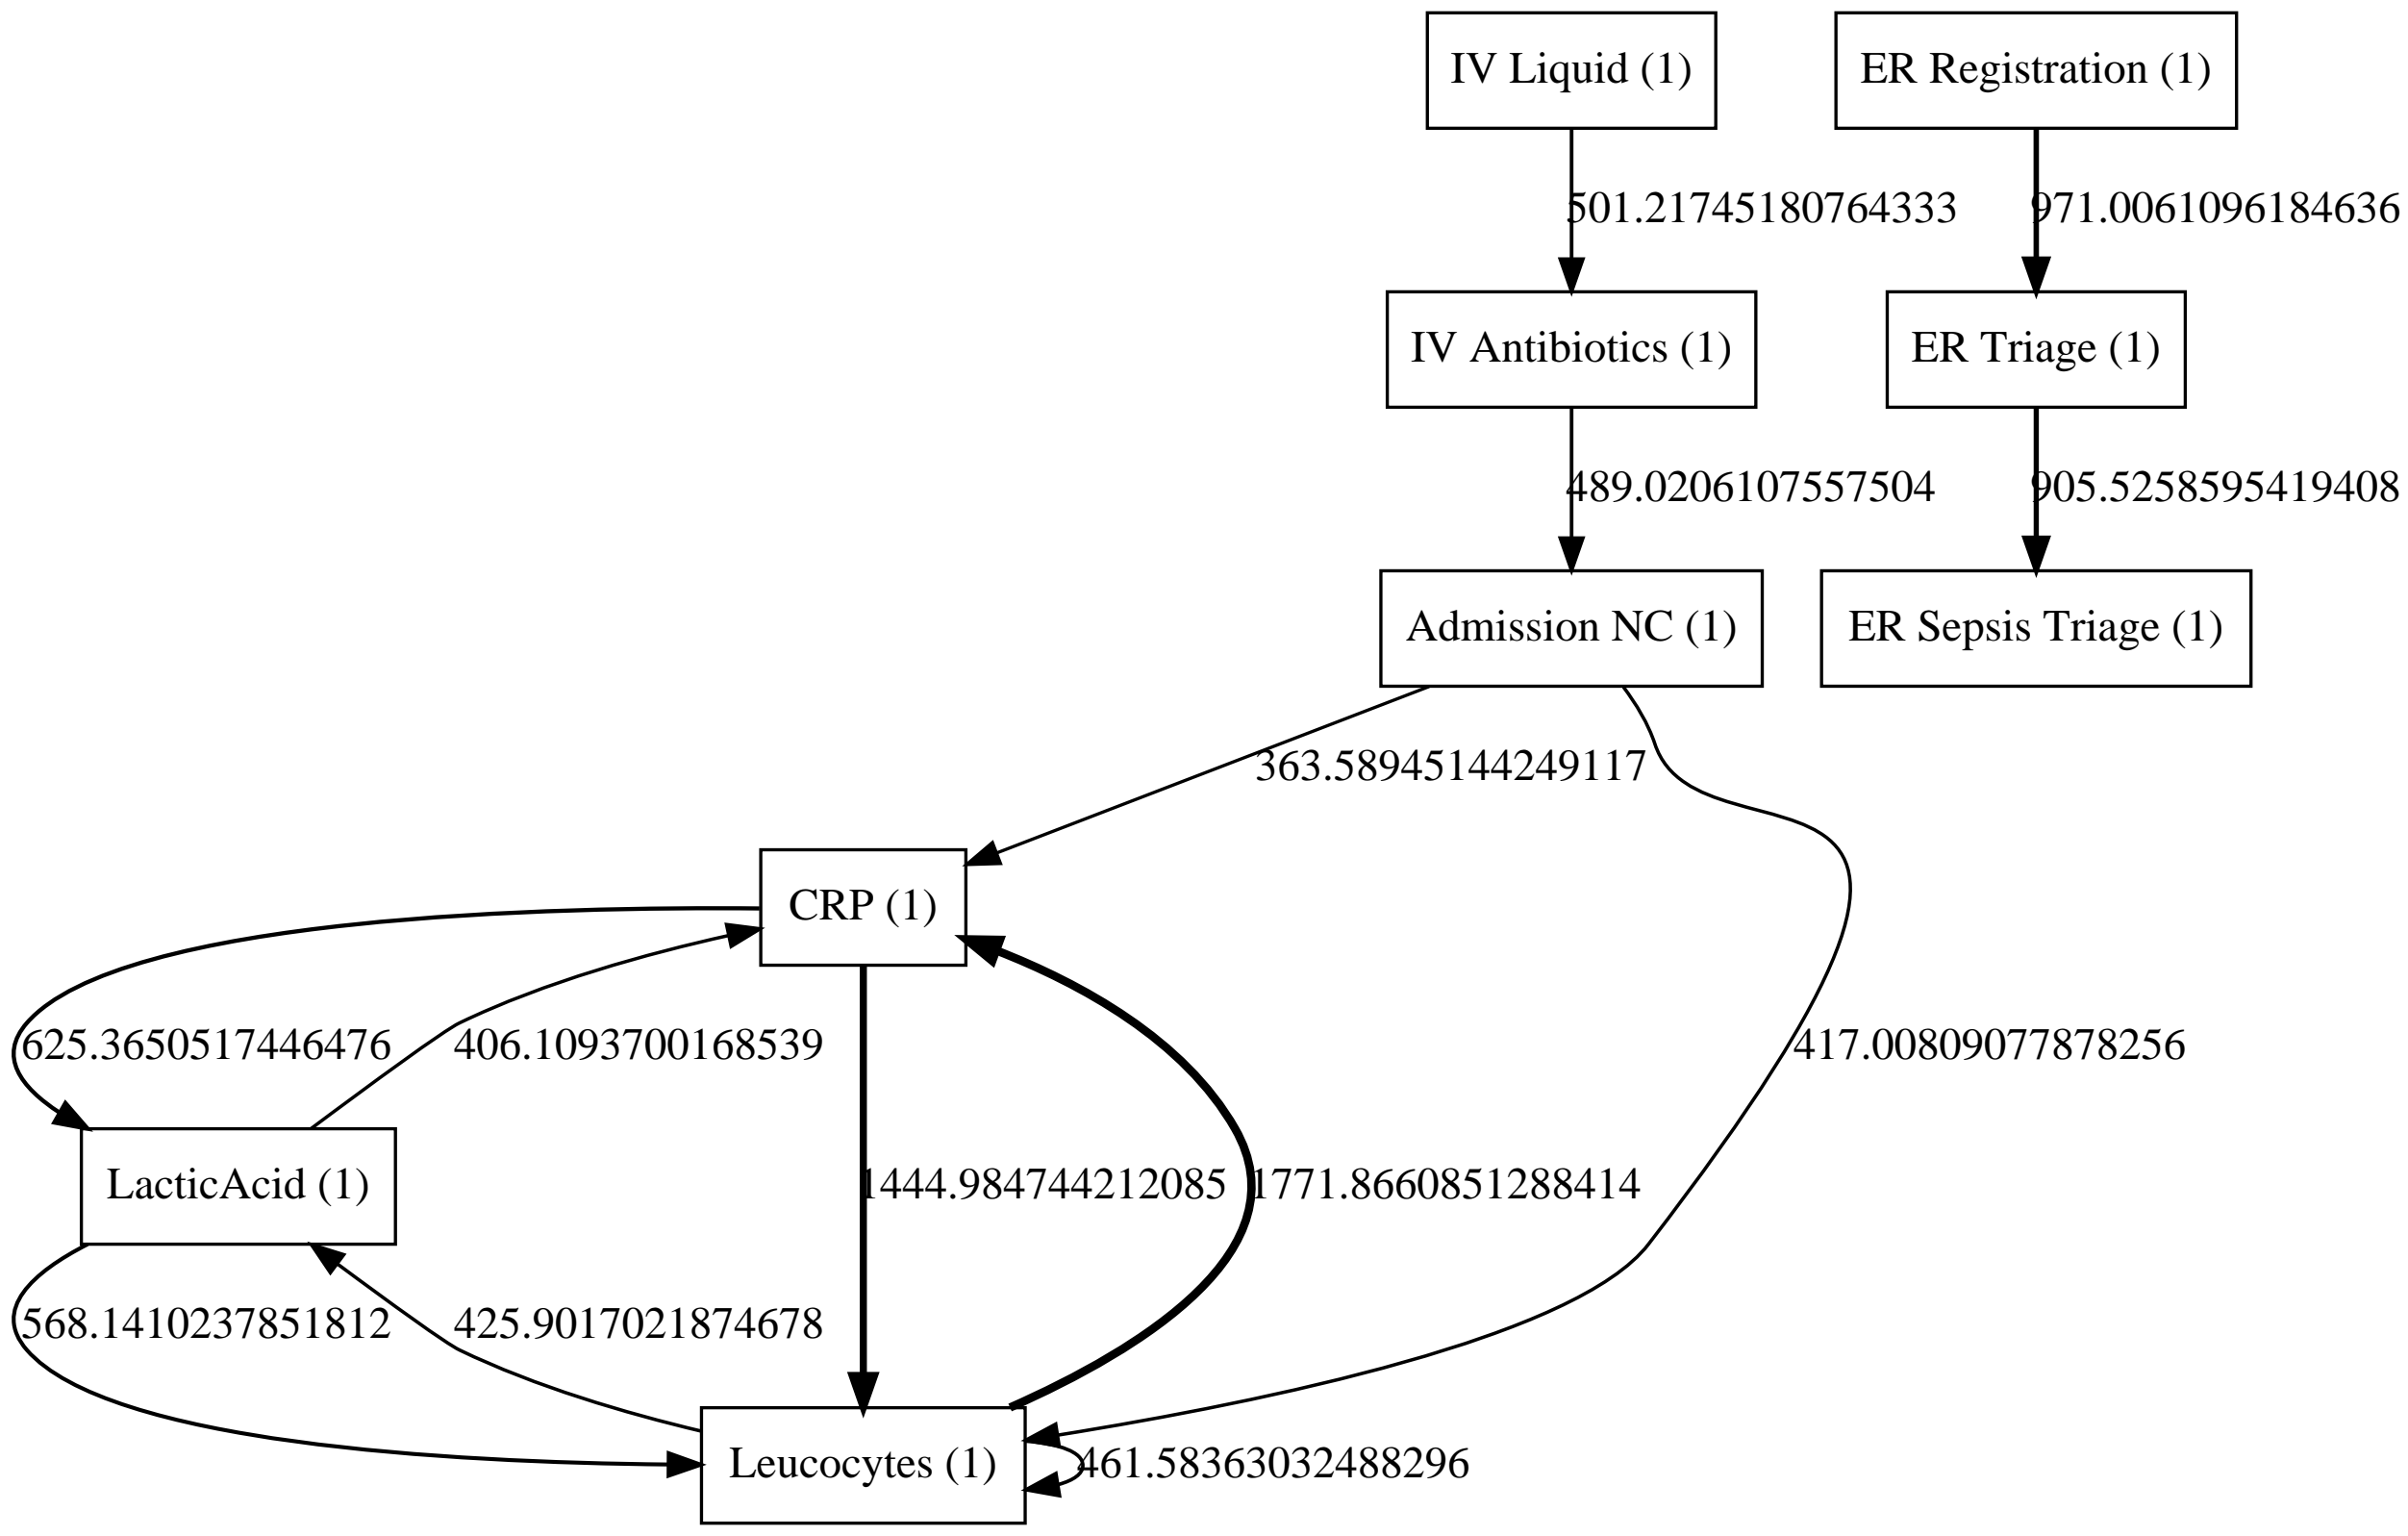 IV Liquid (1)
ER Registration (1)
501.21745180764333
971.0061096184636
IV Antibiotics (1)
ER Triage (1)
489.0206107557504
905.5258595419408
Admission NC (1)
ER Sepsis Triage (1)
363.58945144249117
CRP (1)
625.3650517446476
406.1093700168539
417.00809077878256
LacticAcid (1)
1444.984744212085
1771.8660851288414
568.1410237851812
425.9017021874678
Leucocytes (1)
461.58363032488296